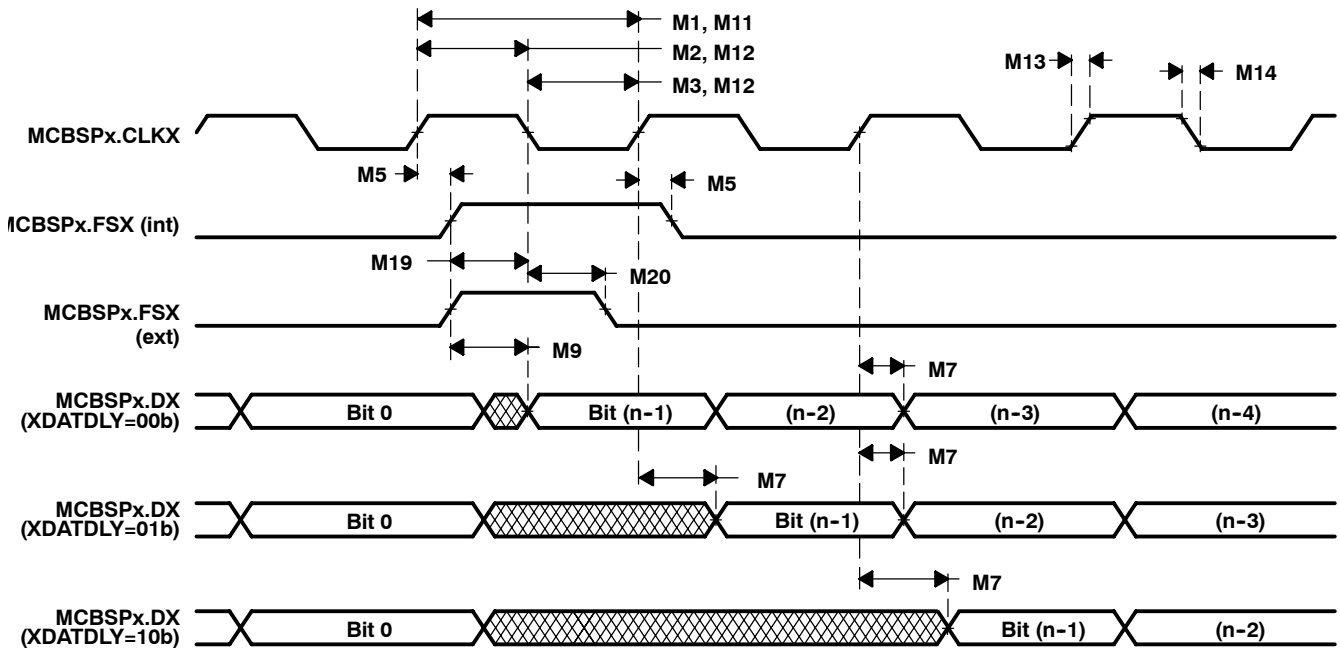 M1, M11
M2, M12
M3, M12
M13
M14
MCBSPx.CLKX
M5
M5
MCBSPx.FSX (int)
M19
M20
MCBSPx.FSX
(ext)
M9
M7
MCBSPx.DX
(XDATDLY=00b)
Bit 0
Bit (n-1)
(n-2)
(n-3)
(n-4)
M7
M7
MCBSPx.DX
(XDATDLY=01b)
Bit 0
Bit (n-1)
(n-2)
(n-3)
M7
MCBSPx.DX
(XDATDLY=10b)
Bit 0
Bit (n-1)
(n-2)